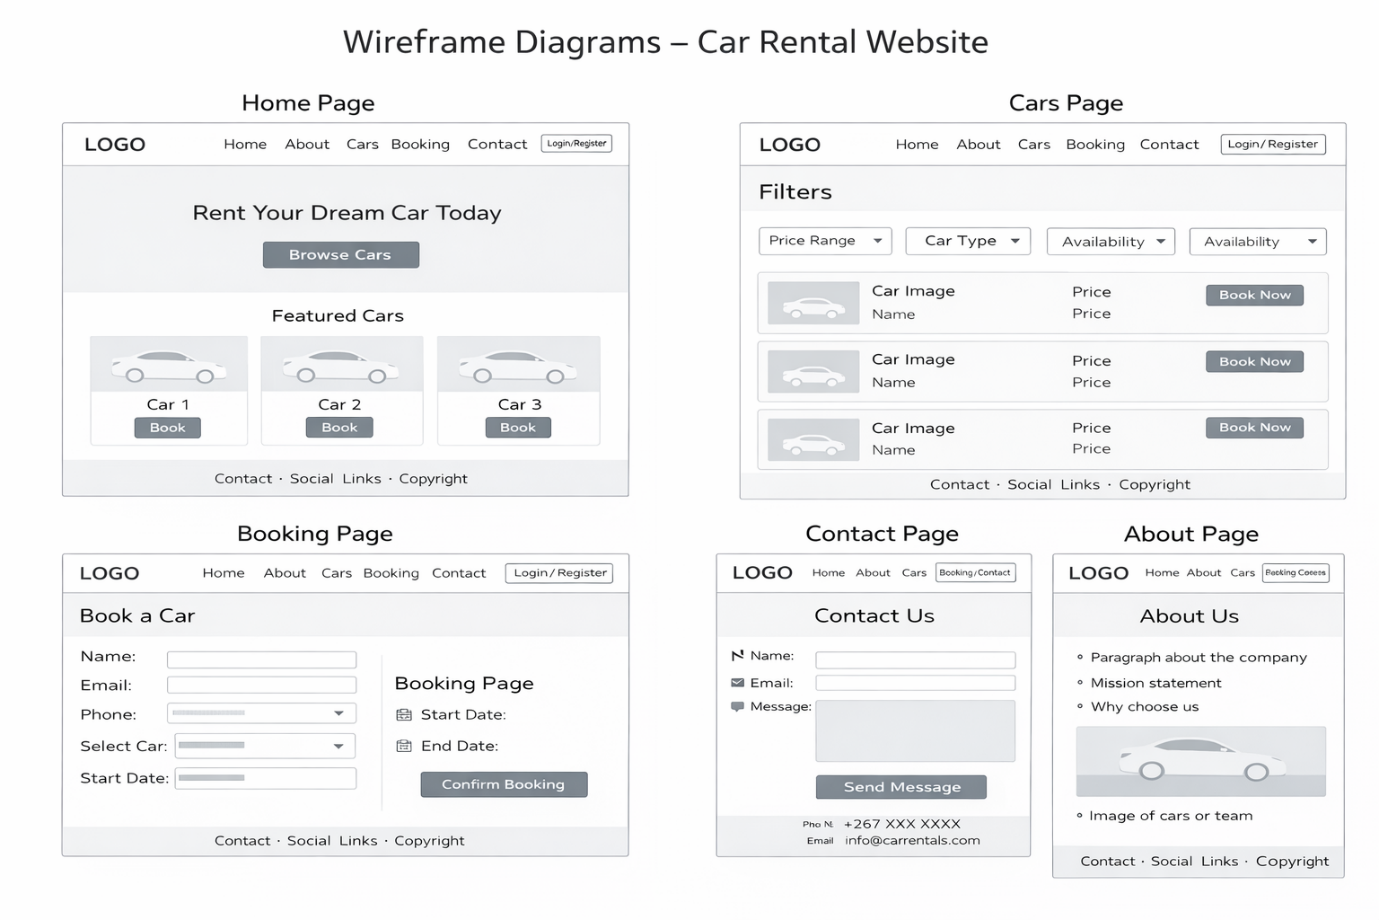 Wireframe Diagrams – Car Rental Website
Home Page
LOGO Home About Cars Booking Contact Login/Register
Rent Your Dream Car Today
Browse Cars
Featured Cars
Car 1 Car 2 Car 3
Book Book Book
Contact · Social Links · Copyright
Cars Page
LOGO Home About Cars Booking Contact Login/Register
Filters
Price Range Car Type Availability Availability
Car Image Price Book Now
Name Price
Car Image Price Book Now
Name Price
Car Image Price Book Now
Name Price
Contact · Social Links · Copyright
Booking Page
LOGO Home About Cars Booking Contact Login/Register
Book a Car
Name:
Email:
Phone:
Select Car:
Start Date:
Booking Page
Start Date:
End Date:
Confirm Booking
Contact · Social Links · Copyright
Contact Page
LOGO Home About Cars Booking/Contact
Contact Us
Name:
Email:
Message:
Send Message
Pho N. +267 XXX XXXX
Email info@carrentals.com
About Page
LOGO Home About Cars
About Us
Paragraph about the company
Mission statement
Why choose us
Image of cars or team
Contact · Social Links · Copyright